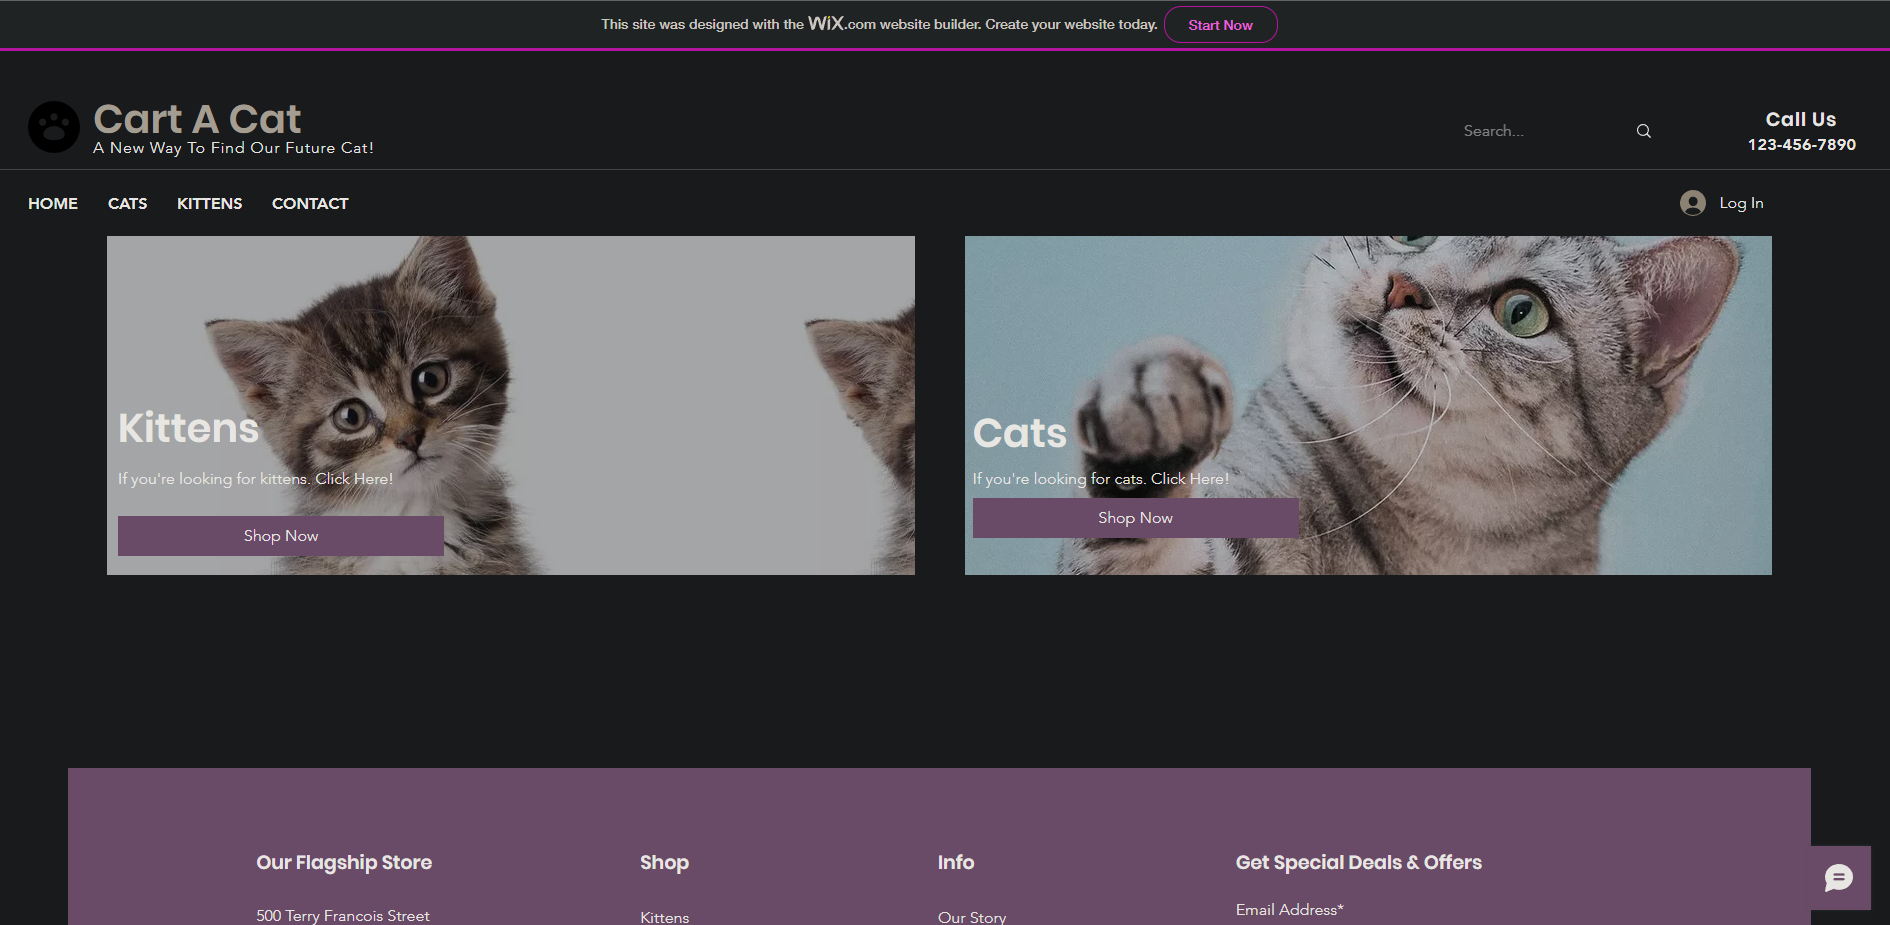 This site was designed with the WiX.com website builder. Create your website today.
Start Now
Cart A Cat
A New Way To Find Our Future Cat!
Search...
Call Us
123-456-7890
HOME
CATS
KITTENS
CONTACT
Log In
Kittens
If you're looking for kittens. Click Here!
Shop Now
Cats
If you're looking for cats. Click Here!
Shop Now
Our Flagship Store
500 Terry Francois Street
Shop
Kittens
Info
Our Story
Get Special Deals & Offers
Email Address*